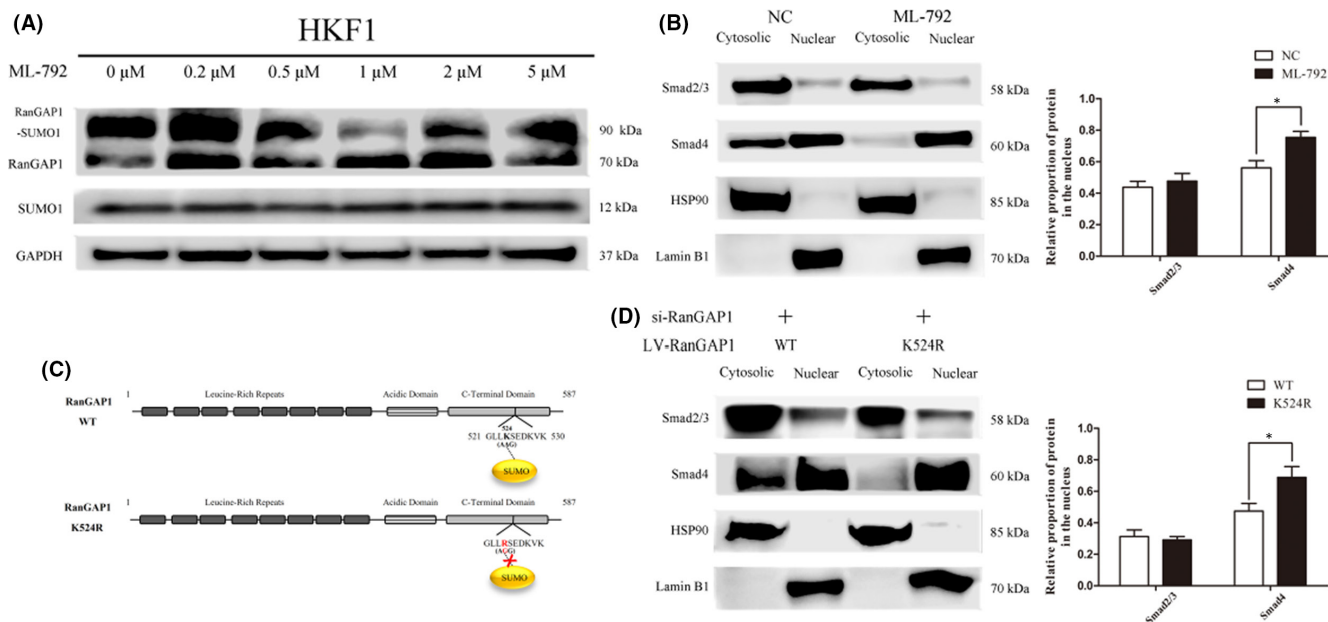 (A)
HKF1
ML-792 0 μM 0.2 μM 0.5 μM 1 μM 2 μM 5 μM
RanGAP1
-SUMO1
90 kDa
RanGAP1 70 kDa
SUMO1 12 kDa
GAPDH 37 kDa
(B)
NC ML-792
Cytosolic Nuclear Cytosolic Nuclear
Smad2/3 58 kDa
Smad4 60 kDa
HSP90 85 kDa
Lamin B1 70 kDa
NC
ML-792
Relative proportion of protein
in the nucleus
1.0
0.8
0.6
0.4
0.2
0.0
*
Smad2/3
Smad4
(C)
RanGAP1
WT
1 Leucine-Rich Repeats Acidic Domain C-Terminal Domain 587
524
521 GLLKSEDKVK 530
(AAG)
SUMO
RanGAP1
K524R
1 Leucine-Rich Repeats Acidic Domain C-Terminal Domain 587
GLLRSEDKVK
(AGG)
SUMO
(D)
si-RanGAP1 + +
LV-RanGAP1 WT K524R
Cytosolic Nuclear Cytosolic Nuclear
Smad2/3 58 kDa
Smad4 60 kDa
HSP90 85 kDa
Lamin B1 70 kDa
WT
K524R
Relative proportion of protein
in the nucleus
1.0
0.8
0.6
0.4
0.2
0.0
*
Smad2/3
Smad4